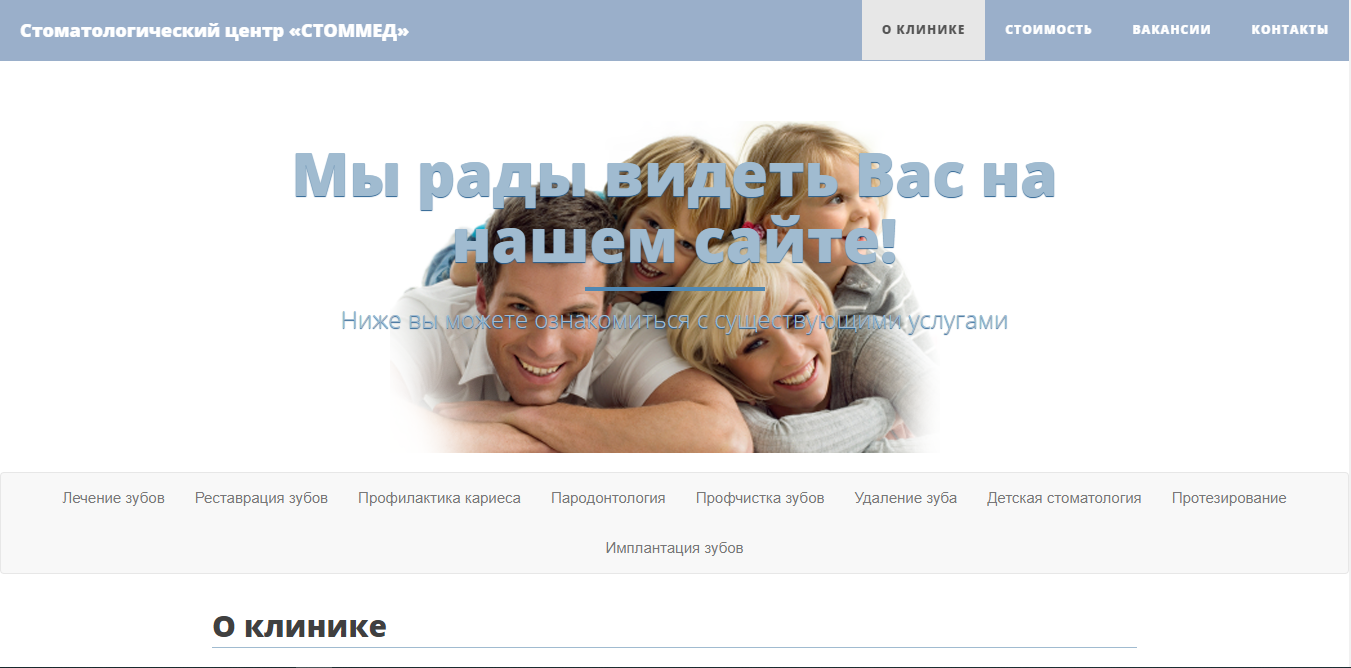 Стоматологический центр «СТОММЕД»
О КЛИНИКЕ СТОИМОСТЬ ВАКАНСИИ КОНТАКТЫ
Мы рады видеть Вас на
нашем сайте!
Ниже вы можете ознакомиться с существующими услугами
Лечение зубов Реставрация зубов Профилактика кариеса Пародонтология Профчистка зубов Удаление зуба Детская стоматология Протезирование
Имплантация зубов
О клинике